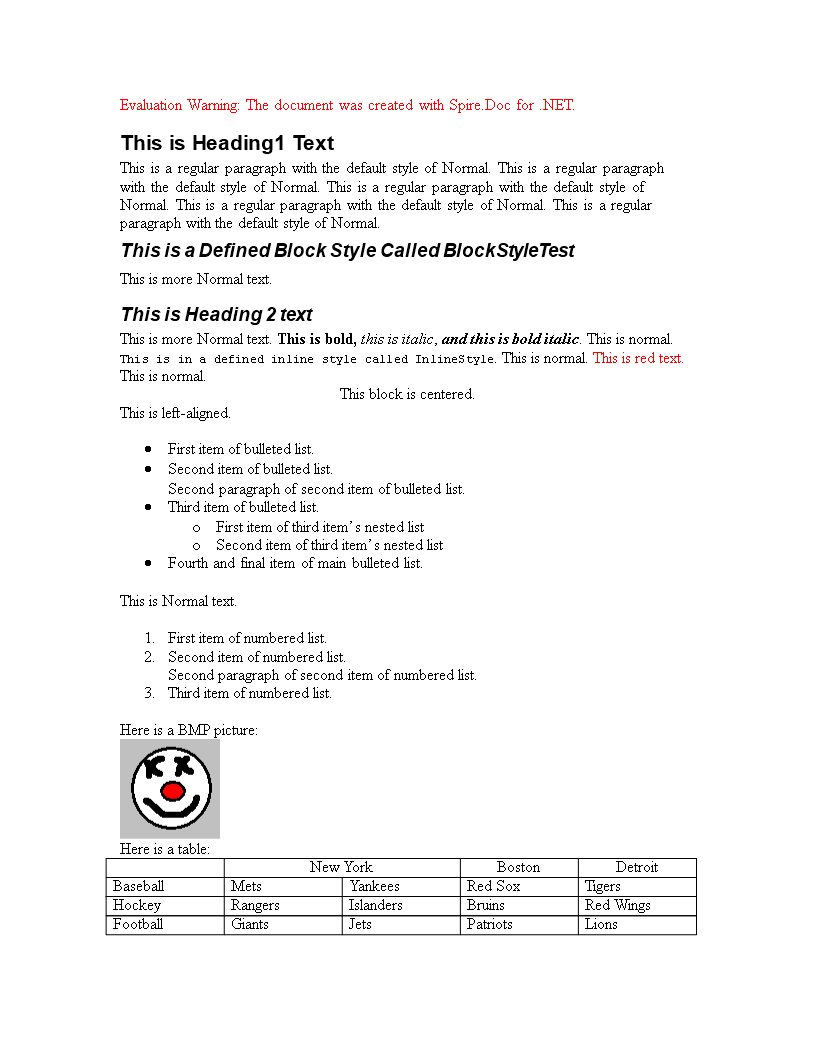 Evaluation Warning: The document was created with Spire.Doc for .NET.
This is Heading1 Text
This is a regular paragraph with the default style of Normal. This is a regular paragraph
with the default style of Normal. This is a regular paragraph with the default style of
Normal. This is a regular paragraph with the default style of Normal. This is a regular
paragraph with the default style of Normal.
This is a Defined Block Style Called BlockStyleTest
This is more Normal text.
This is Heading 2 text
This is more Normal text. This is bold, this is italic, and this is bold italic. This is normal.
This is in a defined inline style called InlineStyle. This is normal. This is red text.
This is normal.
This block is centered.
This is left-aligned.
• First item of bulleted list.
• Second item of bulleted list.
Second paragraph of second item of bulleted list.
• Third item of bulleted list.
o First item of third item’s nested list
o Second item of third item’s nested list
• Fourth and final item of main bulleted list.
This is Normal text.
1. First item of numbered list.
2. Second item of numbered list.
Second paragraph of second item of numbered list.
3. Third item of numbered list.
Here is a BMP picture:
Here is a table:
New York Boston Detroit
Baseball Mets Yankees Red Sox Tigers
Hockey Rangers Islanders Bruins Red Wings
Football Giants Jets Patriots Lions